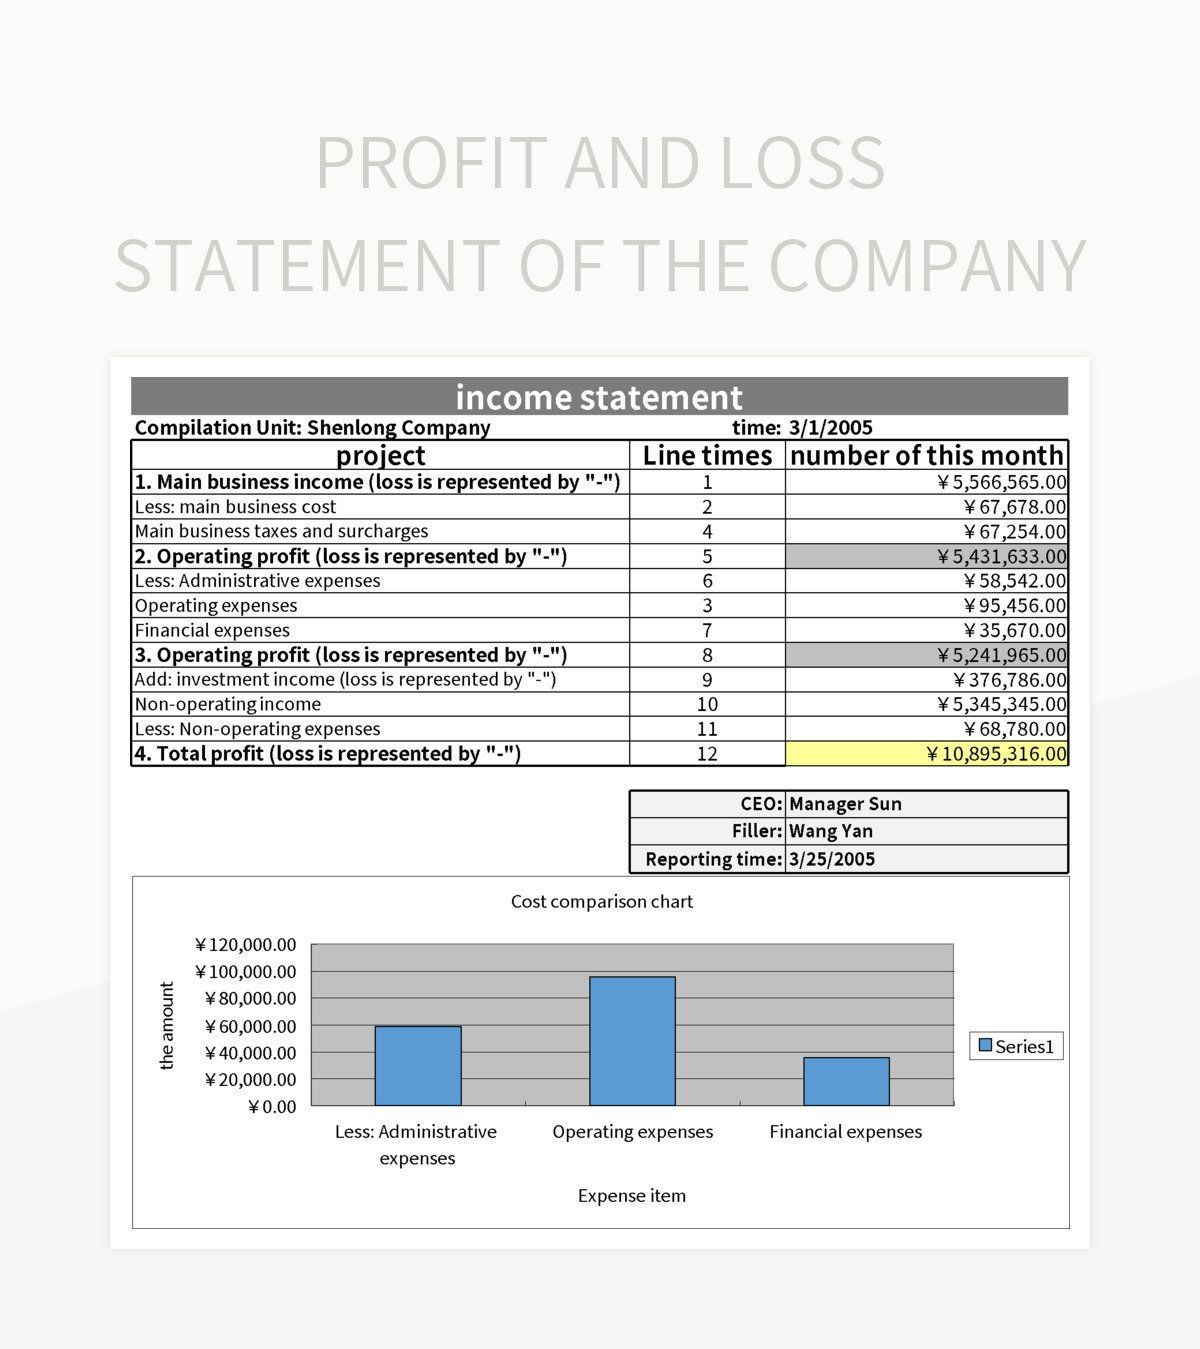 PROFIT AND LOSS
STATEMENT OF THE COMPANY
income statement
Compilation Unit: Shenlong Company time: 3/1/2005
project Line times number of this month
1. Main business income (loss is represented by "-") 1 ¥5,566,565.00
Less: main business cost 2 ¥67,678.00
Main business taxes and surcharges 4 ¥67,254.00
2. Operating profit (loss is represented by "-") 5 ¥5,431,633.00
Less: Administrative expenses 6 ¥58,542.00
Operating expenses 3 ¥95,456.00
Financial expenses 7 ¥35,670.00
3. Operating profit (loss is represented by "-") 8 ¥5,241,965.00
Add: investment income (loss is represented by "-") 9 ¥376,786.00
Non-operating income 10 ¥5,345,345.00
Less: Non-operating expenses 11 ¥68,780.00
4. Total profit (loss is represented by "-") 12 ¥10,895,316.00
CEO: Manager Sun
Filler: Wang Yan
Reporting time: 3/25/2005
Cost comparison chart
¥120,000.00
¥100,000.00
¥80,000.00
¥60,000.00
¥40,000.00
¥20,000.00
¥0.00
the amount
Series1
Less: Administrative expenses
Operating expenses
Financial expenses
Expense item